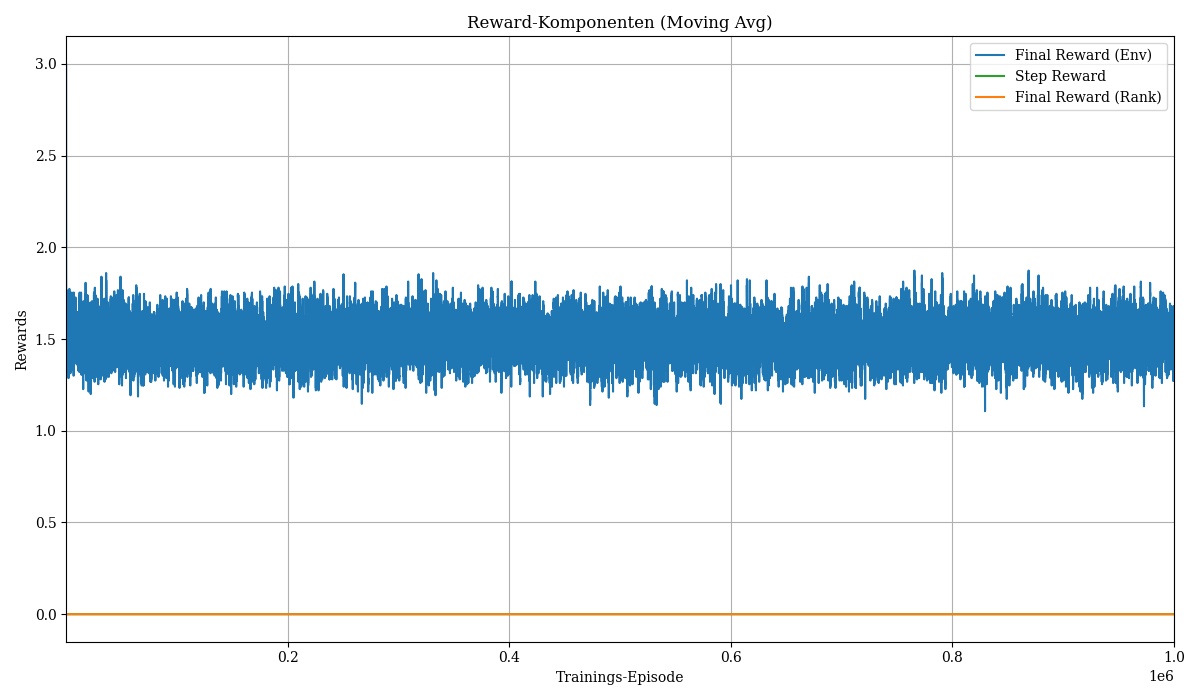 Reward-Komponenten (Moving Avg)
Final Reward (Env)
Step Reward
Final Reward (Rank)
3.0
2.5
2.0
1.5
1.0
0.5
0.0
Rewards
0.2
0.4
0.6
0.8
1.0
1e6
Trainings-Episode